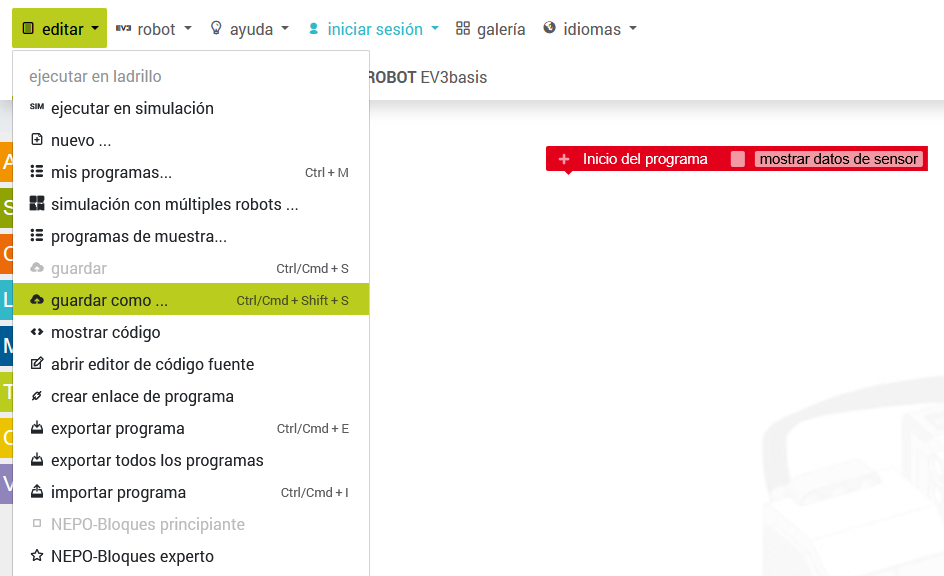 editar EV3 robot ayuda iniciar sesión galería idiomas
ROBOT EV3basis
ejecutar en ladrillo
SIM ejecutar en simulación
nuevo ...
mis programas... Ctrl + M
simulación con múltiples robots ...
programas de muestra...
guardar Ctrl/Cmd + S
guardar como ... Ctrl/Cmd + Shift + S
mostrar código
abrir editor de código fuente
crear enlace de programa
exportar programa Ctrl/Cmd + E
exportar todos los programas
importar programa Ctrl/Cmd + I
NEPO-Bloques principiante
NEPO-Bloques experto
A
S
L
M
T
V
+ Inicio del programa mostrar datos de sensor